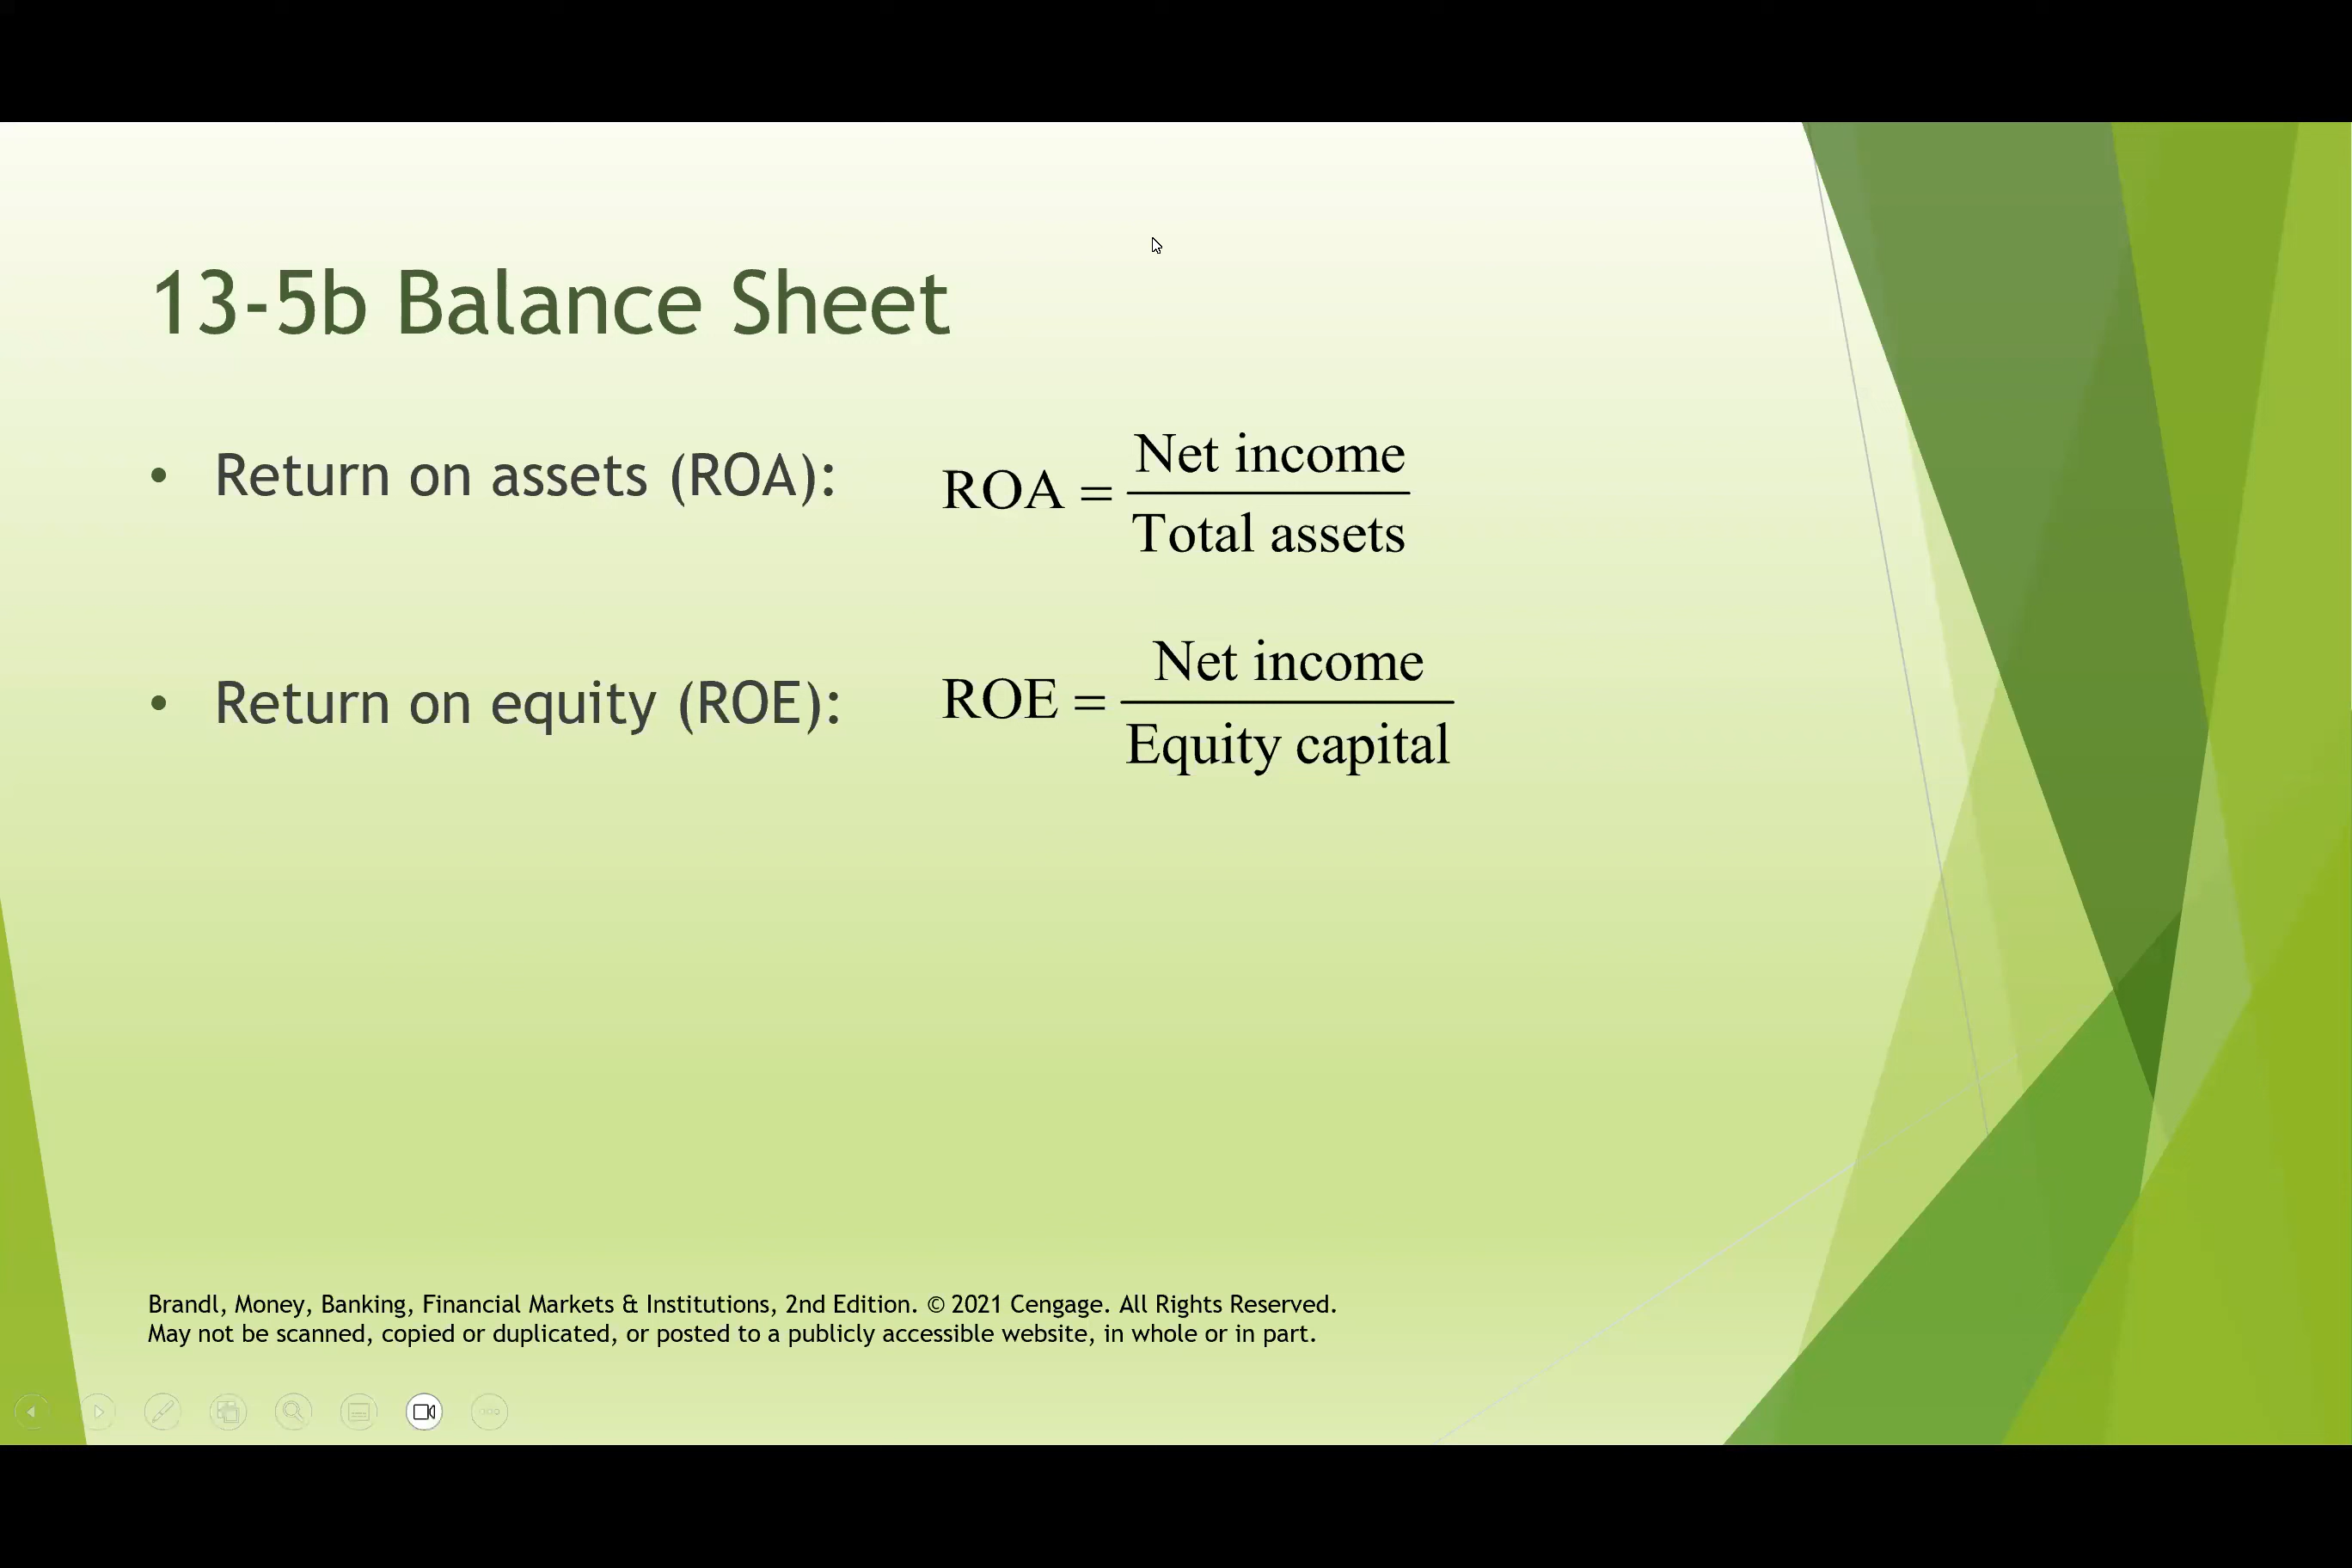 13-5b Balance Sheet
• Return on assets (ROA):
ROA = Net income
Total assets
• Return on equity (ROE):
ROE = Net income
Equity capital
Brandl, Money, Banking, Financial Markets & Institutions, 2nd Edition. © 2021 Cengage. All Rights Reserved.
May not be scanned, copied or duplicated, or posted to a publicly accessible website, in whole or in part.